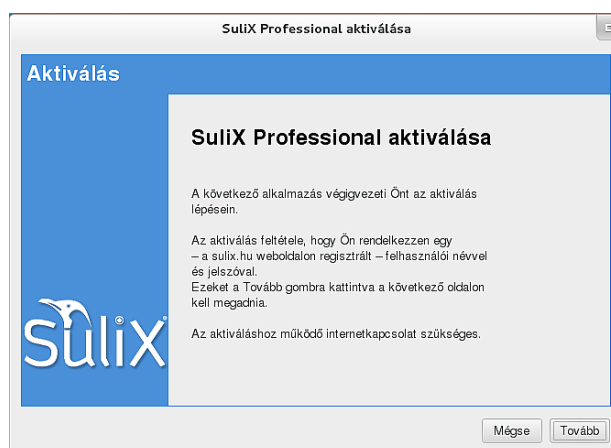 SuliX Professional aktiválása
Aktiválás
SuliX Professional aktiválása
A következő alkalmazás végigvezeti Önt az aktiválás
lépésein.
Az aktiválás feltétele, hogy Ön rendelkezzen egy
– a sulix.hu weboldalon regisztrált – felhasználói névvel
és jelszóval.
Ezeket a Tovább gombra kattintva a következő oldalon
kell megadnia.
Az aktiváláshoz működő internetkapcsolat szükséges.
SuliX
Mégse
Tovább